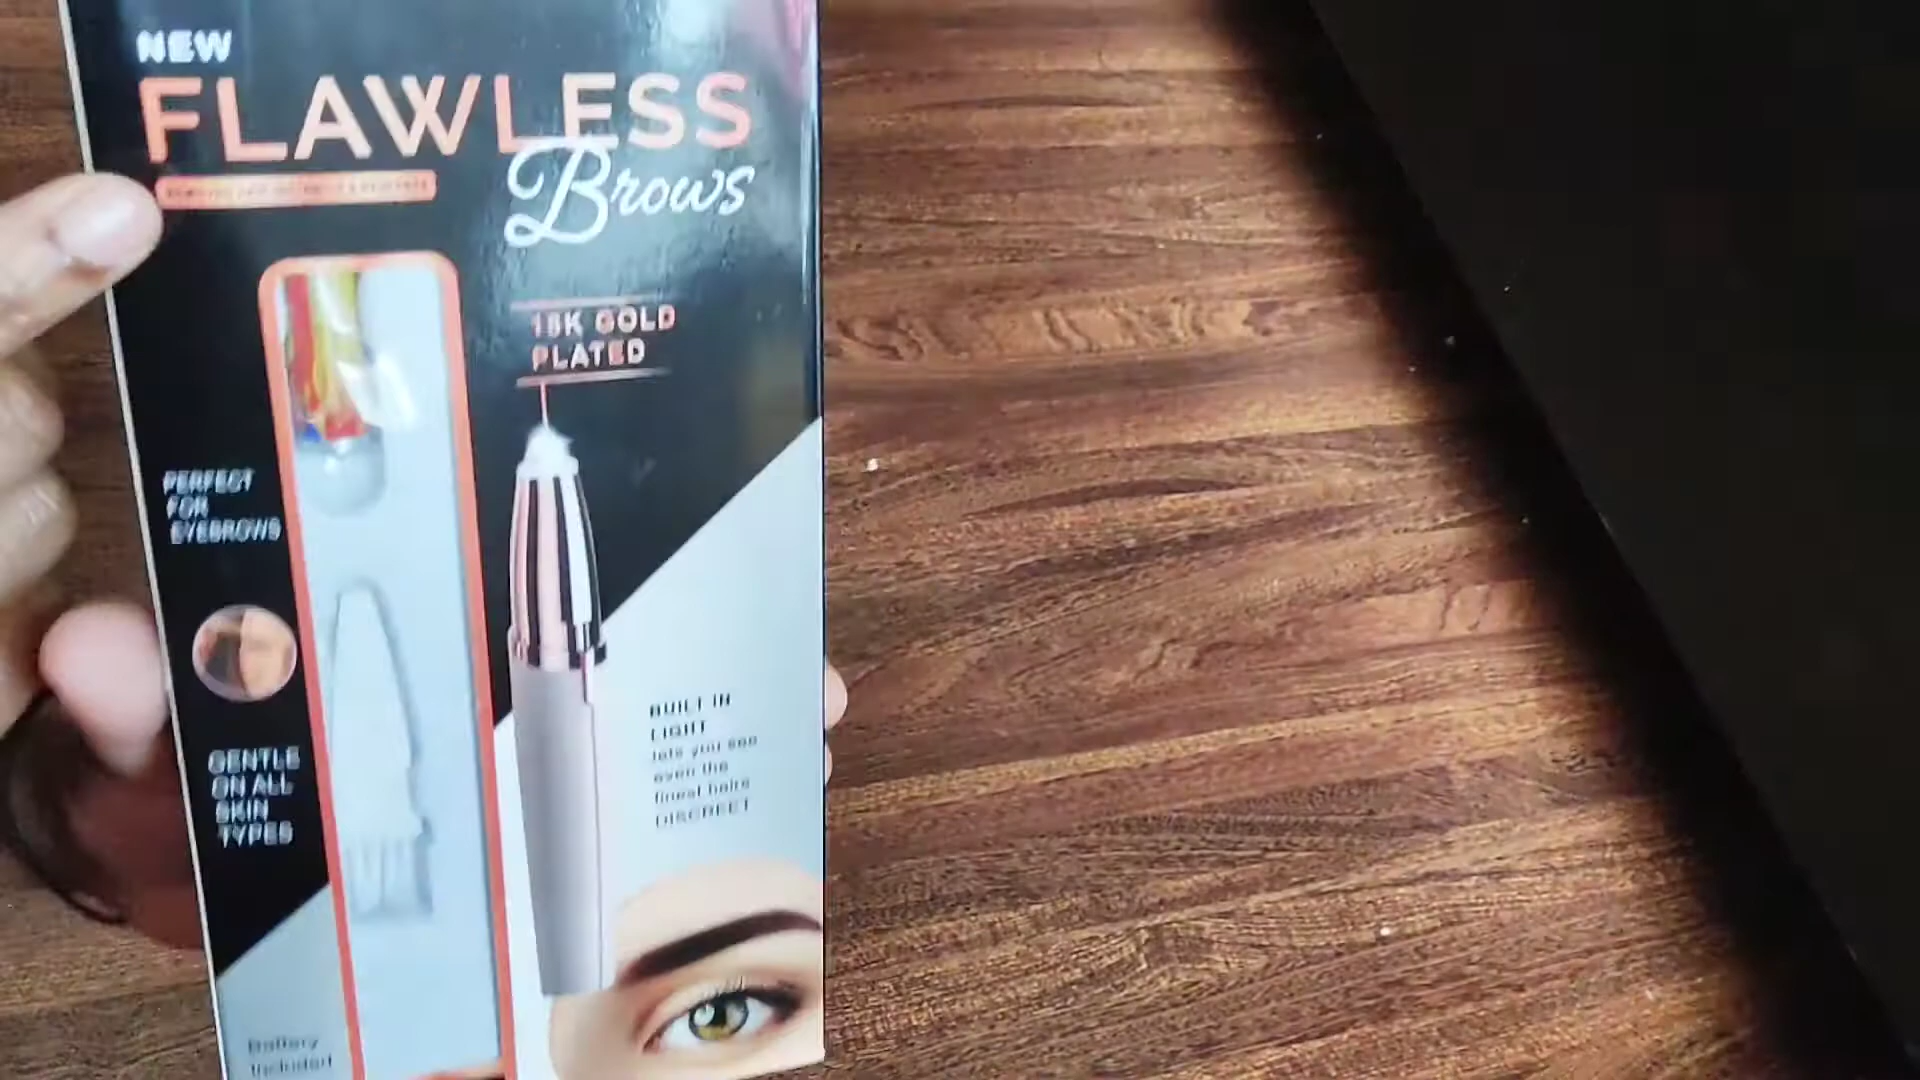 NEW
FLAWLESS
Brows
18K GOLD
PLATED
PERFECT
FOR
EYEBROWS
GENTLE
ON ALL
SKIN
TYPES
BUILT IN
LIGHT
lets you see
even the
finest hairs
DISCREET
Battery
Included